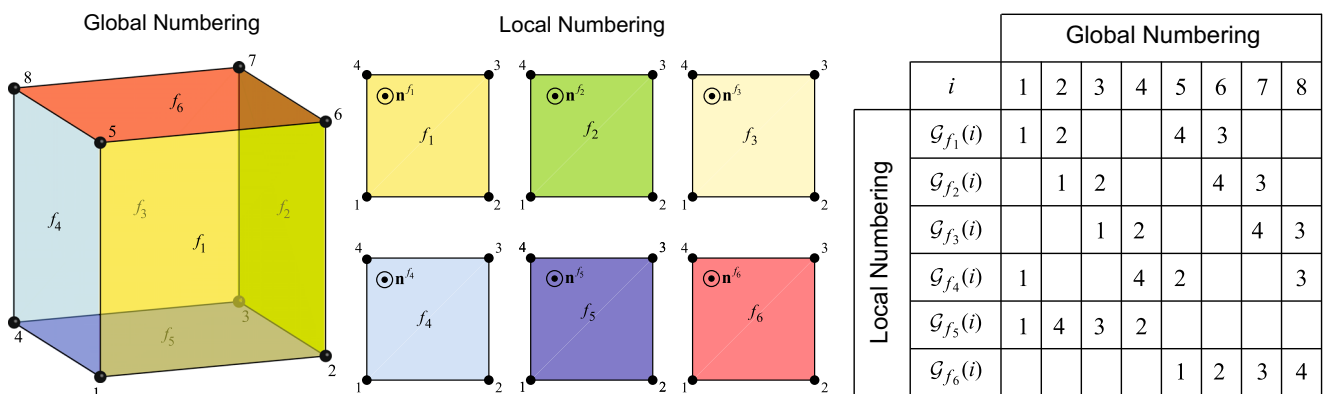 Global Numbering
8
7
f6
5
6
f4
f3
f2
f1
4
3
f5
2
1
Local Numbering
4 3 4 3 4 3
n^f1 n^f2 n^f3
f1 f2 f3
1 2 1 2 1 2
4 3 4 3 4 3
n^f4 n^f5 n^f6
f4 f5 f6
1 2 1 2 1 2
Global Numbering
Local Numbering
i 1 2 3 4 5 6 7 8
𝒢f1(i) 1 2 4 3
𝒢f2(i) 1 2 4 3
𝒢f3(i) 1 2 4 3
𝒢f4(i) 1 4 2 3
𝒢f5(i) 1 4 3 2
𝒢f6(i) 1 2 3 4